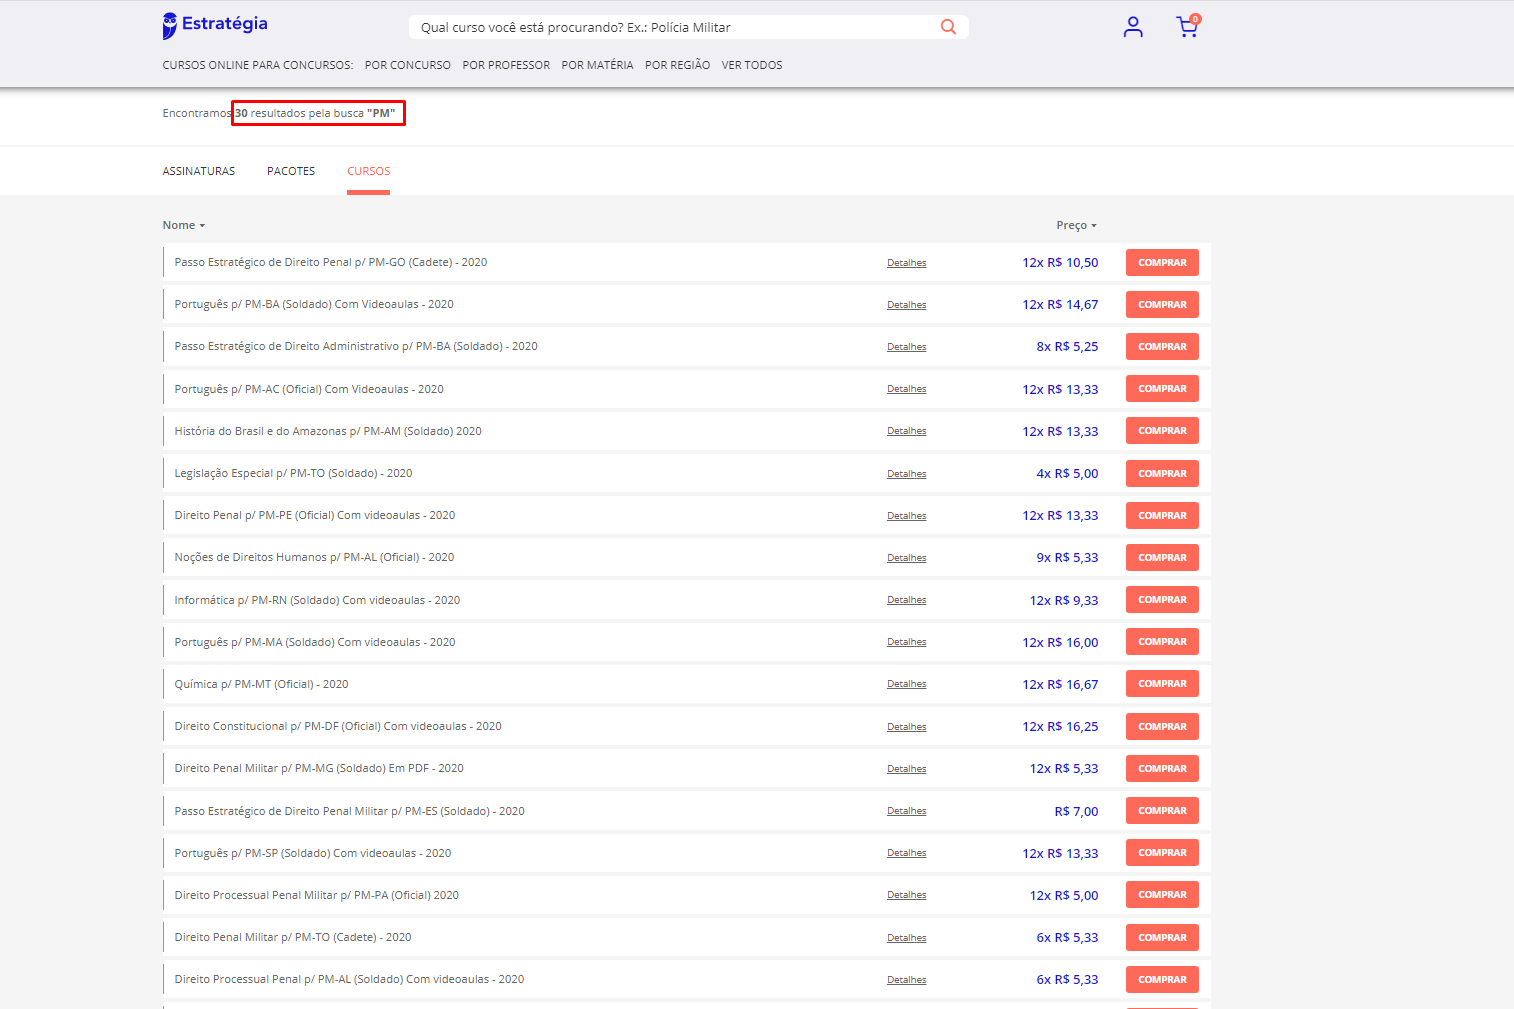 Estratégia
Qual curso você está procurando? Ex.: Polícia Militar
0
CURSOS ONLINE PARA CONCURSOS: POR CONCURSO POR PROFESSOR POR MATÉRIA POR REGIÃO VER TODOS
Encontramos 30 resultados pela busca "PM"
ASSINATURAS PACOTES CURSOS
Nome Preço
Passo Estratégico de Direito Penal p/ PM-GO (Cadete) - 2020 Detalhes 12x R$ 10,50 COMPRAR
Português p/ PM-BA (Soldado) Com Videoaulas - 2020 Detalhes 12x R$ 14,67 COMPRAR
Passo Estratégico de Direito Administrativo p/ PM-BA (Soldado) - 2020 Detalhes 8x R$ 5,25 COMPRAR
Português p/ PM-AC (Oficial) Com Videoaulas - 2020 Detalhes 12x R$ 13,33 COMPRAR
História do Brasil e do Amazonas p/ PM-AM (Soldado) 2020 Detalhes 12x R$ 13,33 COMPRAR
Legislação Especial p/ PM-TO (Soldado) - 2020 Detalhes 4x R$ 5,00 COMPRAR
Direito Penal p/ PM-PE (Oficial) Com videoaulas - 2020 Detalhes 12x R$ 13,33 COMPRAR
Noções de Direitos Humanos p/ PM-AL (Oficial) - 2020 Detalhes 9x R$ 5,33 COMPRAR
Informática p/ PM-RN (Soldado) Com videoaulas - 2020 Detalhes 12x R$ 9,33 COMPRAR
Português p/ PM-MA (Soldado) Com videoaulas - 2020 Detalhes 12x R$ 16,00 COMPRAR
Química p/ PM-MT (Oficial) - 2020 Detalhes 12x R$ 16,67 COMPRAR
Direito Constitucional p/ PM-DF (Oficial) Com videoaulas - 2020 Detalhes 12x R$ 16,25 COMPRAR
Direito Penal Militar p/ PM-MG (Soldado) Em PDF - 2020 Detalhes 12x R$ 5,33 COMPRAR
Passo Estratégico de Direito Penal Militar p/ PM-ES (Soldado) - 2020 Detalhes R$ 7,00 COMPRAR
Português p/ PM-SP (Soldado) Com videoaulas - 2020 Detalhes 12x R$ 13,33 COMPRAR
Direito Processual Penal Militar p/ PM-PA (Oficial) 2020 Detalhes 12x R$ 5,00 COMPRAR
Direito Penal Militar p/ PM-TO (Cadete) - 2020 Detalhes 6x R$ 5,33 COMPRAR
Direito Processual Penal p/ PM-AL (Soldado) Com videoaulas - 2020 Detalhes 6x R$ 5,33 COMPRAR